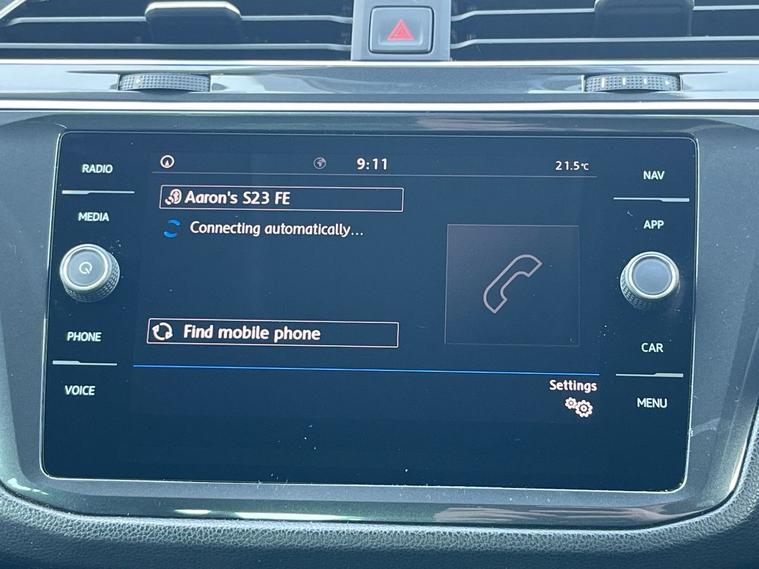 RADIO
MEDIA
PHONE
VOICE
9:11
21.5°C
Aaron's S23 FE
Connecting automatically...
Find mobile phone
Settings
NAV
APP
CAR
MENU